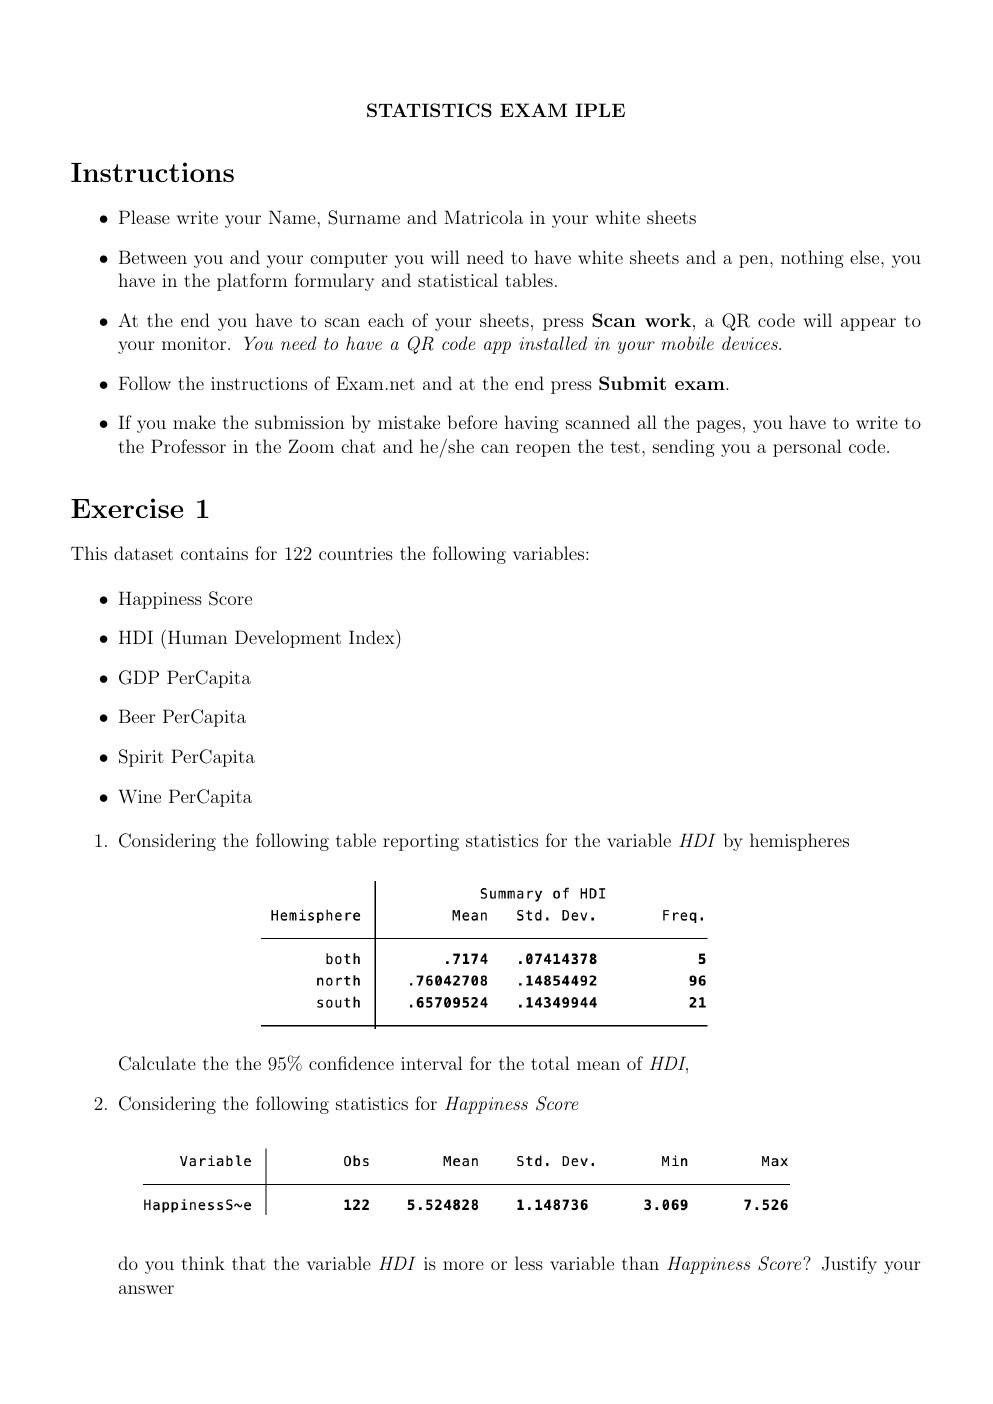 STATISTICS EXAM IPLE
Instructions
• Please write your Name, Surname and Matricola in your white sheets
• Between you and your computer you will need to have white sheets and a pen, nothing else, you
have in the platform formulary and statistical tables.
• At the end you have to scan each of your sheets, press Scan work, a QR code will appear to
your monitor. You need to have a QR code app installed in your mobile devices.
• Follow the instructions of Exam.net and at the end press Submit exam.
• If you make the submission by mistake before having scanned all the pages, you have to write to
the Professor in the Zoom chat and he/she can reopen the test, sending you a personal code.
Exercise 1
This dataset contains for 122 countries the following variables:
• Happiness Score
• HDI (Human Development Index)
• GDP PerCapita
• Beer PerCapita
• Spirit PerCapita
• Wine PerCapita
1. Considering the following table reporting statistics for the variable HDI by hemispheres
Summary of HDI
Hemisphere Mean Std. Dev. Freq.
both .7174 .07414378 5
north .76042708 .14854492 96
south .65709524 .14349944 21
Calculate the the 95% confidence interval for the total mean of HDI,
2. Considering the following statistics for Happiness Score
Variable Obs Mean Std. Dev. Min Max
HappinessS~e 122 5.524828 1.148736 3.069 7.526
do you think that the variable HDI is more or less variable than Happiness Score? Justify your
answer